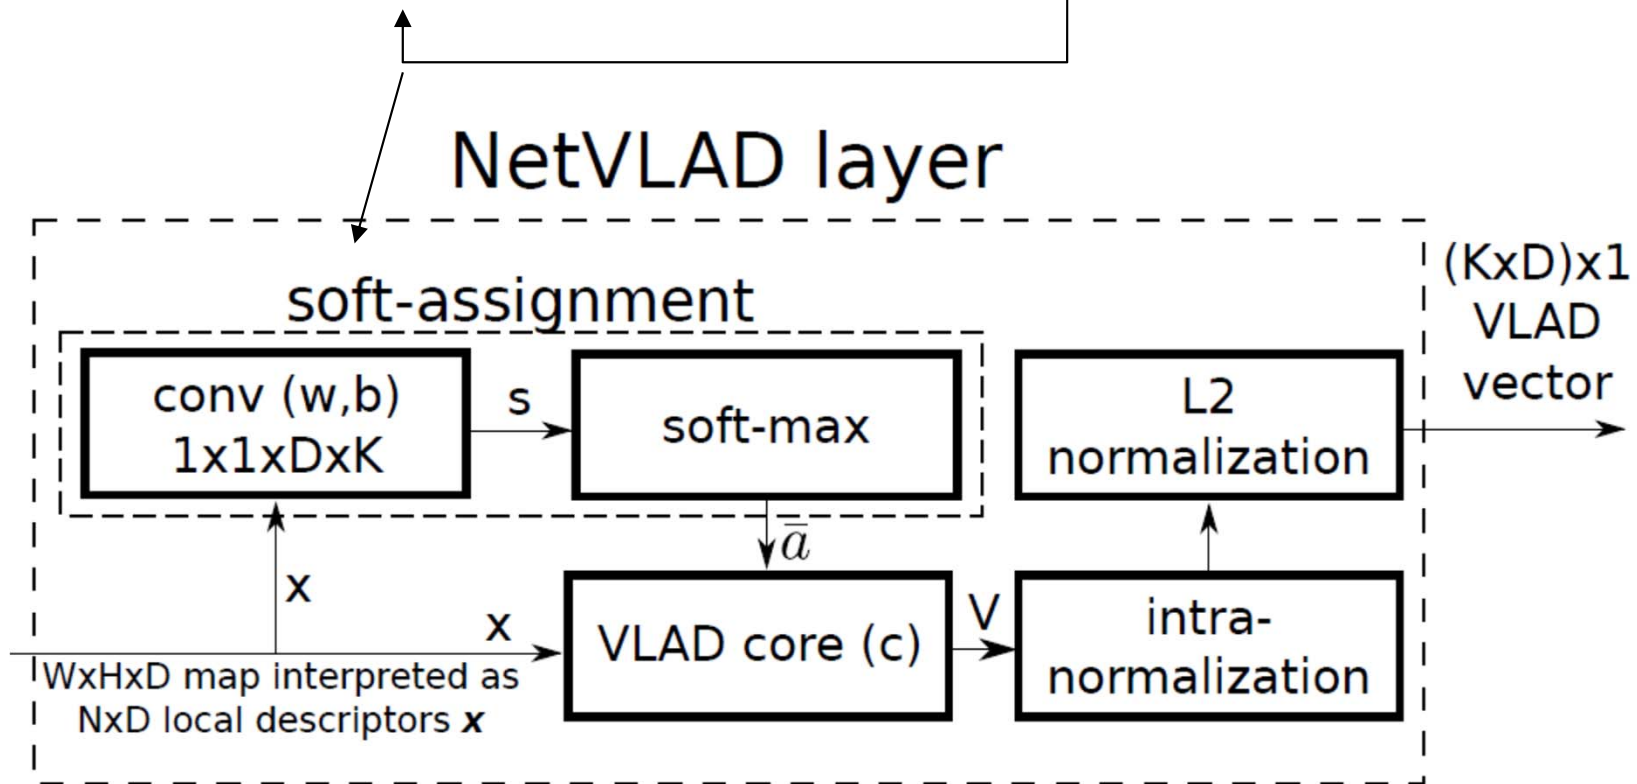 NetVLAD layer
soft-assignment
conv (w,b)
1x1xDxK
s
soft-max
L2
normalization
(KxD)x1
VLAD
vector
x
a̅
x
VLAD core (c)
V
intra-
normalization
WxHxD map interpreted as
NxD local descriptors x